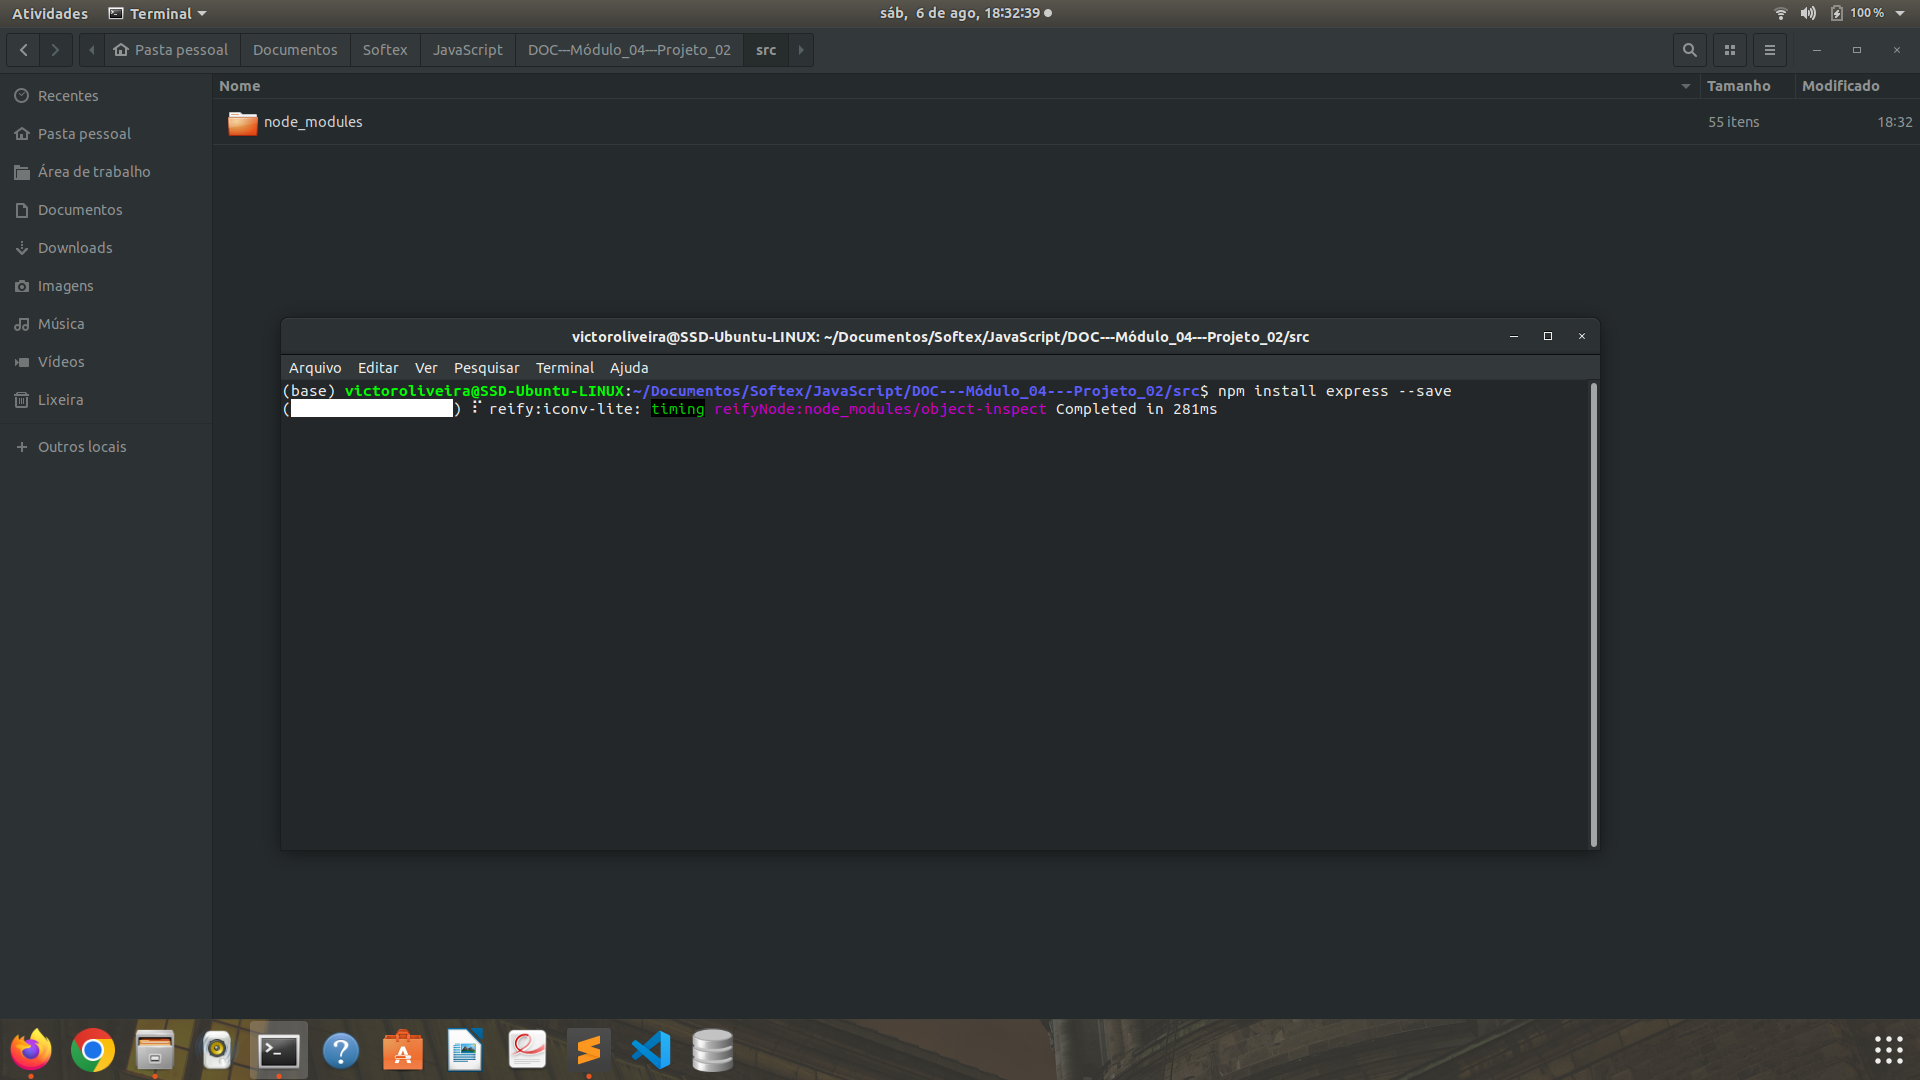 Atividades Terminal sáb, 6 de ago, 18:32:39 100 %
Pasta pessoal Documentos Softex JavaScript DOC---Módulo_04---Projeto_02 src
Nome Tamanho Modificado
node_modules 55 itens 18:32
Recentes
Pasta pessoal
Área de trabalho
Documentos
Downloads
Imagens
Música
Vídeos
Lixeira
Outros locais
victoroliveira@SSD-Ubuntu-LINUX: ~/Documentos/Softex/JavaScript/DOC---Módulo_04---Projeto_02/src
Arquivo Editar Ver Pesquisar Terminal Ajuda
(base) victoroliveira@SSD-Ubuntu-LINUX:~/Documentos/Softex/JavaScript/DOC---Módulo_04---Projeto_02/src$ npm install express --save
(                  ) ⠏ reify:iconv-lite: timing reifyNode:node_modules/object-inspect Completed in 281ms